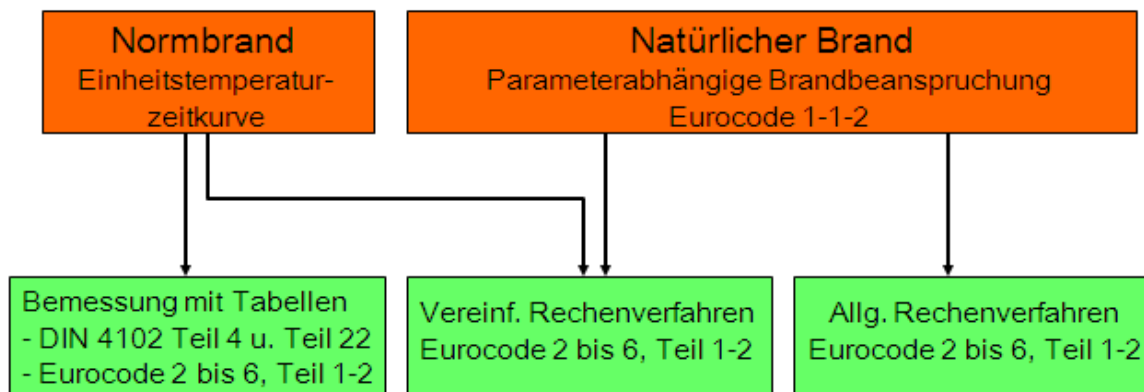 Normbrand
Einheitstemperatur-
zeitkurve
Natürlicher Brand
Parameterabhängige Brandbeanspruchung
Eurocode 1-1-2
Bemessung mit Tabellen
- DIN 4102 Teil 4 u. Teil 22
- Eurocode 2 bis 6, Teil 1-2
Vereinf. Rechenverfahren
Eurocode 2 bis 6, Teil 1-2
Allg. Rechenverfahren
Eurocode 2 bis 6, Teil 1-2